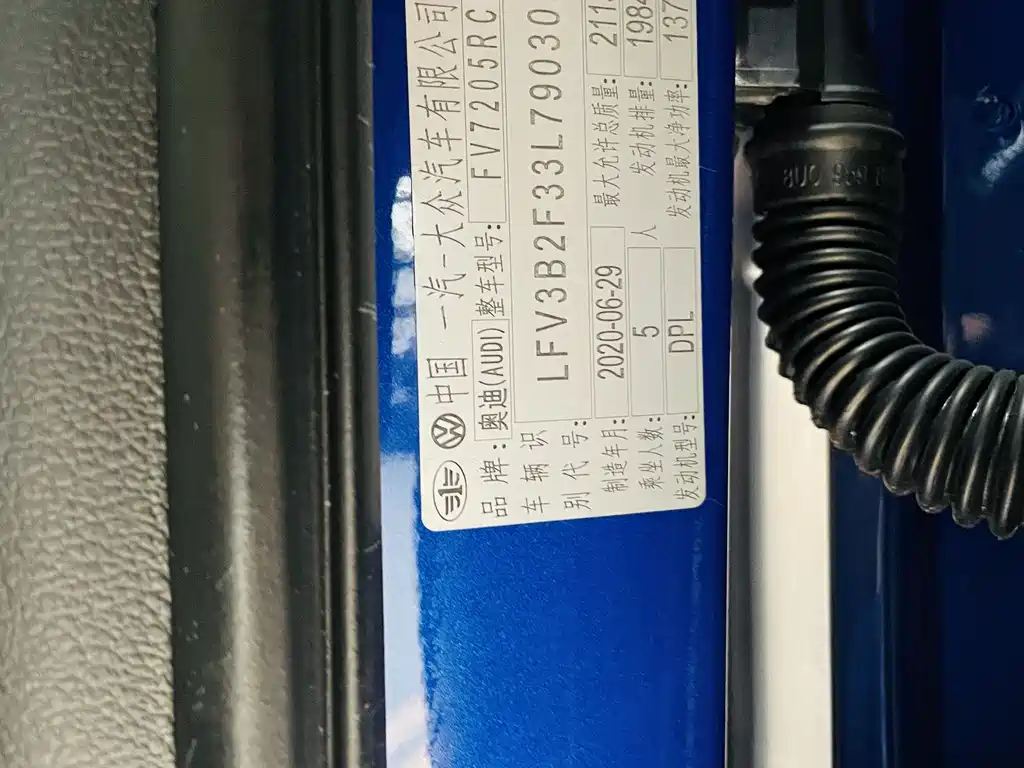 中国 一汽-大众汽车有限公司
品牌: 奥迪(AUDI) 整车型号: FV7205RC
车辆识别代号: LFV3B2F33L79030
制造年月: 2020-06-29 最大允许总质量: 211
乘坐人数: 5 人 发动机排量: 1984
发动机型号: DPL 发动机最大净功率: 137